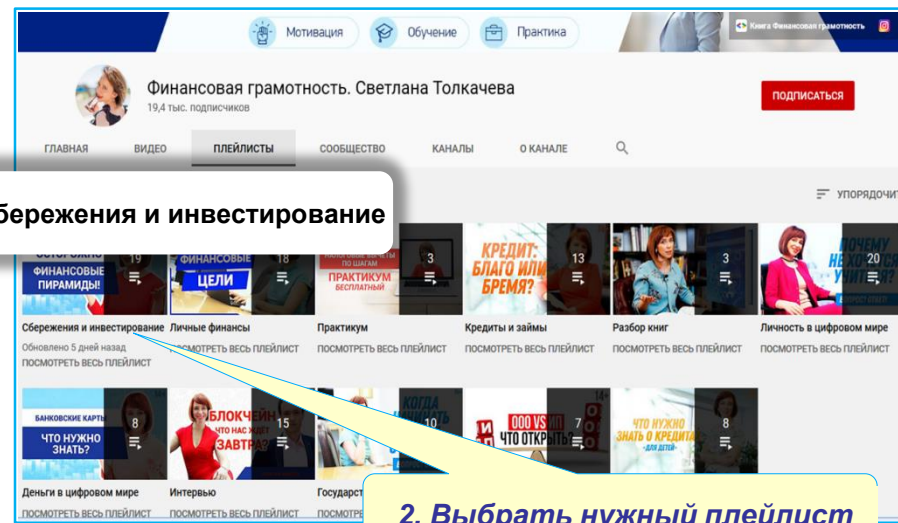 Мотивация Обучение Практика
Книга Финансовая грамотность
Финансовая грамотность. Светлана Толкачева
19,4 тыс. подписчиков
ПОДПИСАТЬСЯ
ГЛАВНАЯ ВИДЕО ПЛЕЙЛИСТЫ СООБЩЕСТВО КАНАЛЫ О КАНАЛЕ
УПОРЯДОЧИТ
бережения и инвестирование
ФИНАНСОВЫЕ
ПИРАМИДЫ!
19
ФИНАНСОВЫЕ
ЦЕЛИ
18
ПО ШАГАМ
ПРАКТИКУМ
БЕСПЛАТНЫЙ
3
КРЕДИТ:
БЛАГО ИЛИ
БРЕМЯ?
13
3
ПОЧЕМУ
20
Сбережения и инвестирование Личные финансы Практикум Кредиты и займы Разбор книг Личность в цифровом мире
Обновлено 5 дней назад
ПОСМОТРЕТЬ ВЕСЬ ПЛЕЙЛИСТ
ПОСМОТРЕТЬ ВЕСЬ ПЛЕЙЛИСТ ПОСМОТРЕТЬ ВЕСЬ ПЛЕЙЛИСТ ПОСМОТРЕТЬ ВЕСЬ ПЛЕЙЛИСТ ПОСМОТРЕТЬ ВЕСЬ ПЛЕЙЛИСТ ПОСМОТРЕТЬ ВЕСЬ ПЛЕЙЛИСТ
БАНКОВСКИЕ КАРТЫ
ЧТО НУЖНО
ЗНАТЬ?
8
БЛОКЧЕЙН
ЧТО НАС ЖДЕТ
ЗАВТРА?
15
КОГДА
10
ООО VS ИП
ЧТО ОТКРЫТЬ?
7
ЧТО НУЖНО
ЗНАТЬ О КРЕДИТА
-ДЛЯ ДЕТЕЙ-
8
Деньги в цифровом мире Интервью Государст
ПОСМОТРЕТЬ ВЕСЬ ПЛЕЙЛИСТ ПОСМОТРЕТЬ ВЕСЬ ПЛЕЙЛИСТ ПОСМОТРЕ
2. Выбрать нужный плейлист